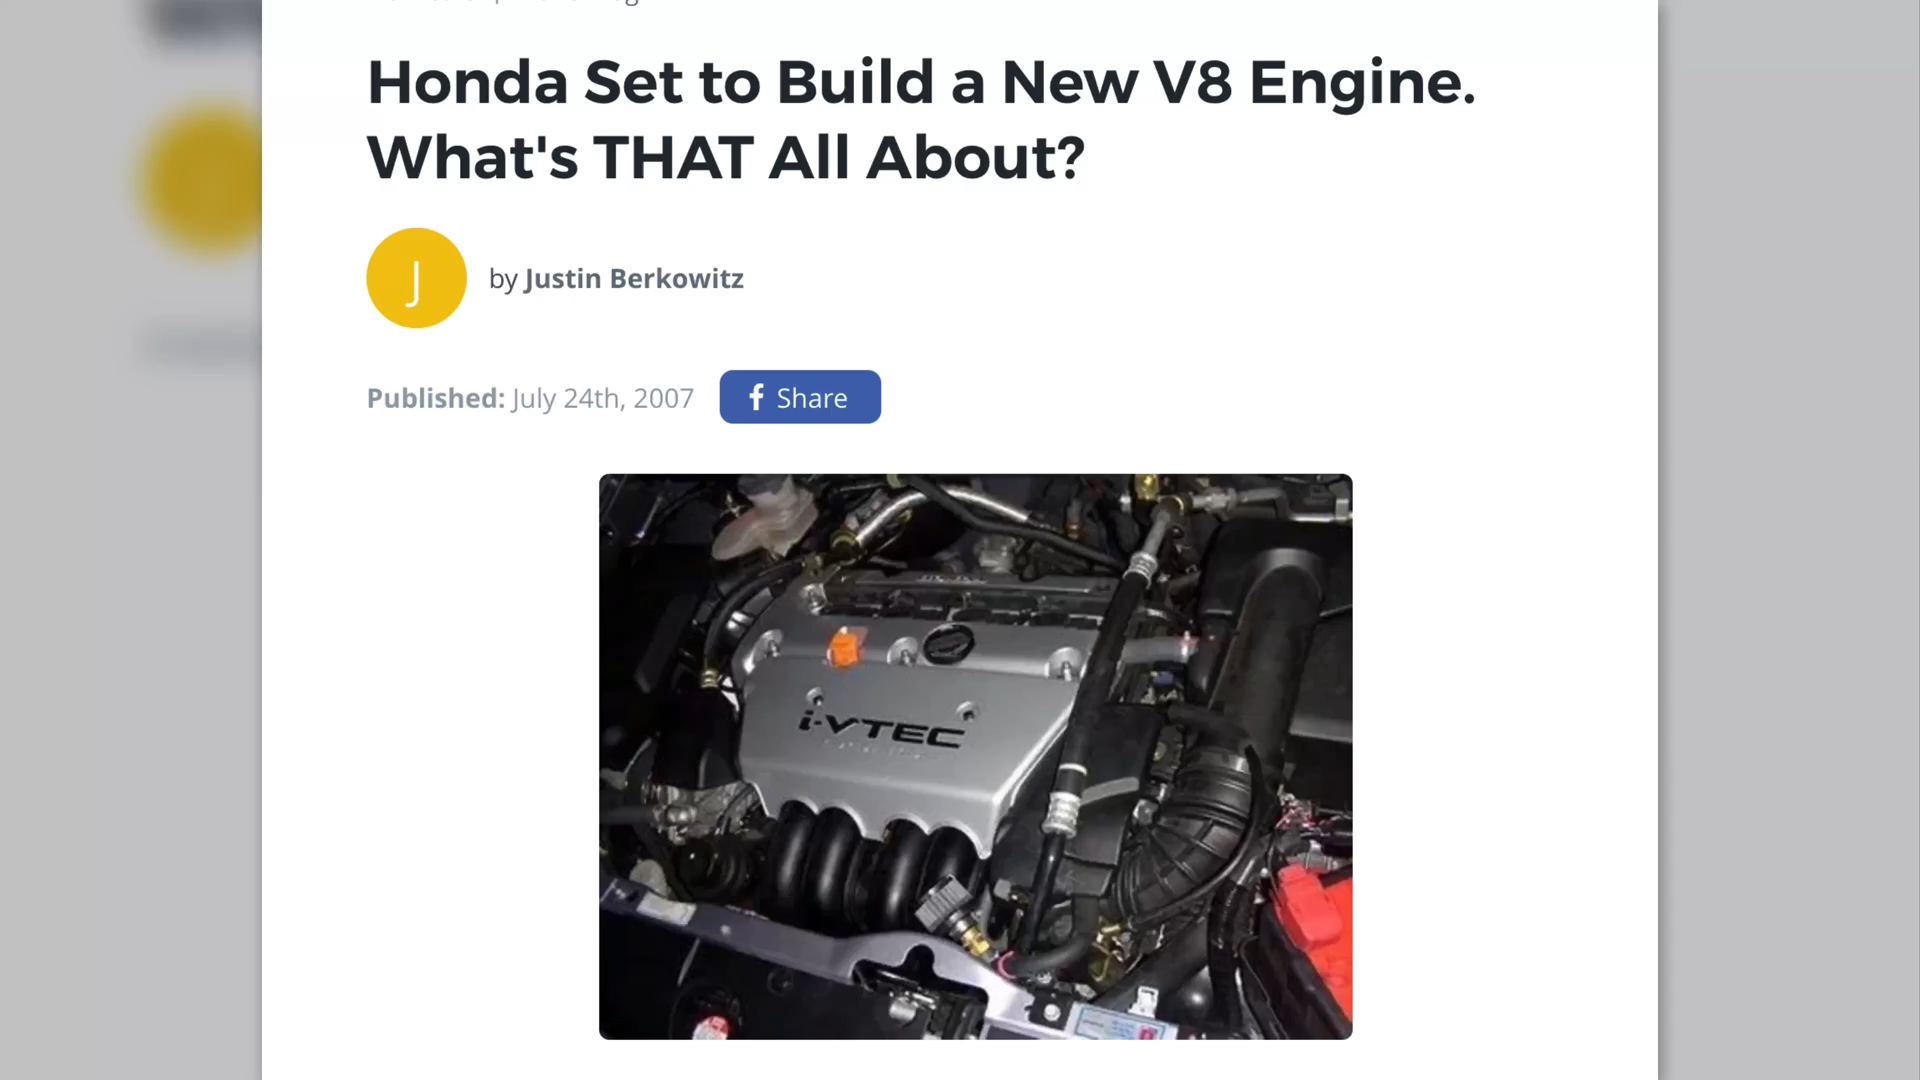 Honda Set to Build a New V8 Engine.
What's THAT All About?
J
by Justin Berkowitz
Published: July 24th, 2007
f Share
i-VTEC